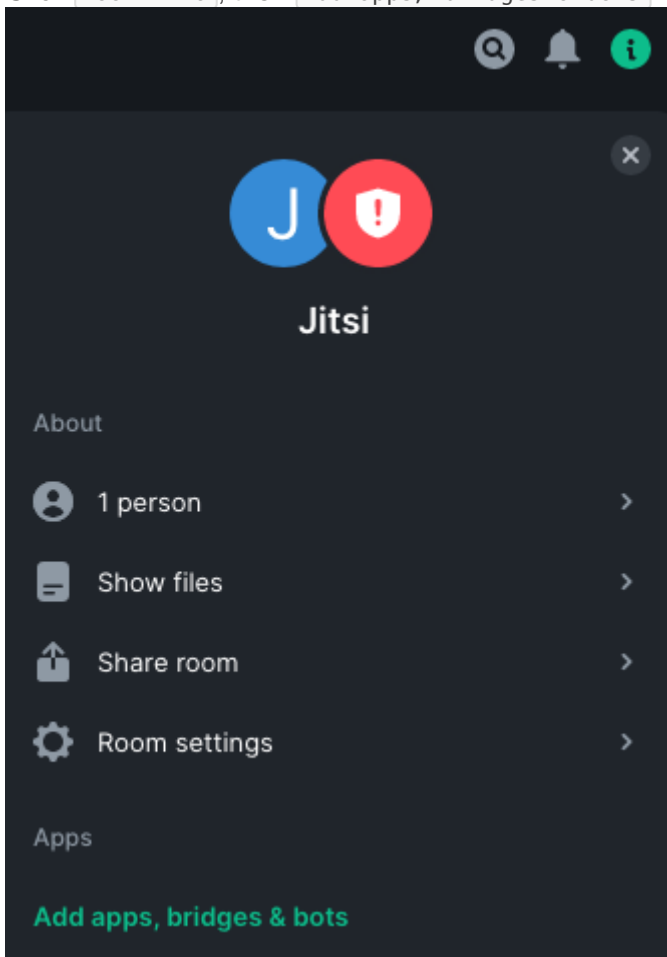 J
Jitsi
About
1 person
Show files
Share room
Room settings
Apps
Add apps, bridges & bots